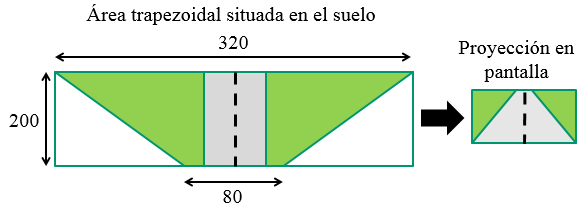 Área trapezoidal situada en el suelo
320
200
80
Proyección en
pantalla